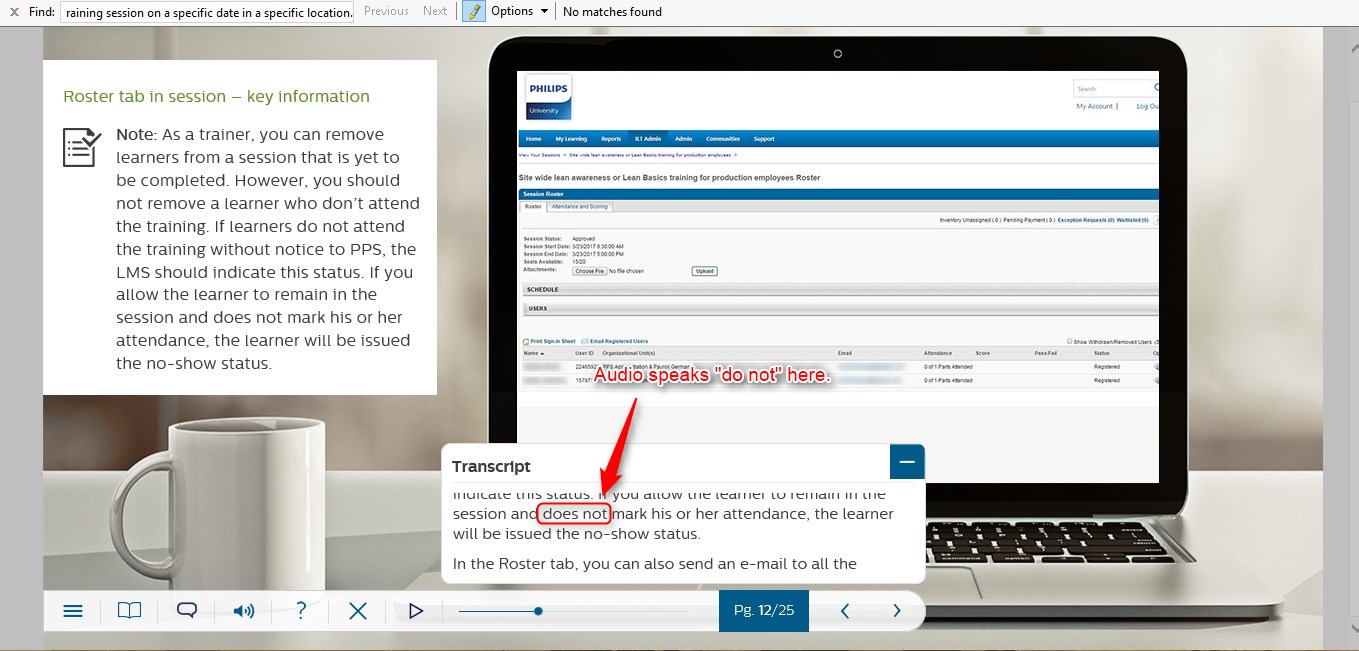 Find: raining session on a specific date in a specific location. Previous Next Options No matches found
Roster tab in session – key information
Note: As a trainer, you can remove
learners from a session that is yet to
be completed. However, you should
not remove a learner who don't attend
the training. If learners do not attend
the training without notice to PPS, the
LMS should indicate this status. If you
allow the learner to remain in the
session and does not mark his or her
attendance, the learner will be issued
the no-show status.
PHILIPS
University
Search
My Account | Log Ou
Home My Learning Reports ILT Admin Admin Communities Support
View Your Sessions > Site wide lean awareness or Lean Basics training for production employees >
Site wide lean awareness or Lean Basics training for production employees Roster
Session Roster
Roster Attendance and Scoring
Inventory Unassigned ( 0 ) Pending Payment ( 0 ) Exception Requests (0) Waitlisted (0)
Session Status: Approved
Session Start Date: 3/23/2017 8:30:00 AM
Session End Date: 3/23/2017 5:00:00 PM
Seats Available: 15/20
Attachments: Choose File No file chosen Upload
SCHEDULE
USERS
Print Sign-In Sheet Email Registered Users Show Withdrawn/Removed Users
Name User ID Organizational Unit(s) Email Attendance Score Pass/Fail Status Op
0 of 1 Parts Attended Registered
Audio speaks "do not" here.
0 of 1 Parts Attended Registered
Transcript
indicate this status. If you allow the learner to remain in the
session and does not mark his or her attendance, the learner
will be issued the no-show status.
In the Roster tab, you can also send an e-mail to all the
Pg. 12/25